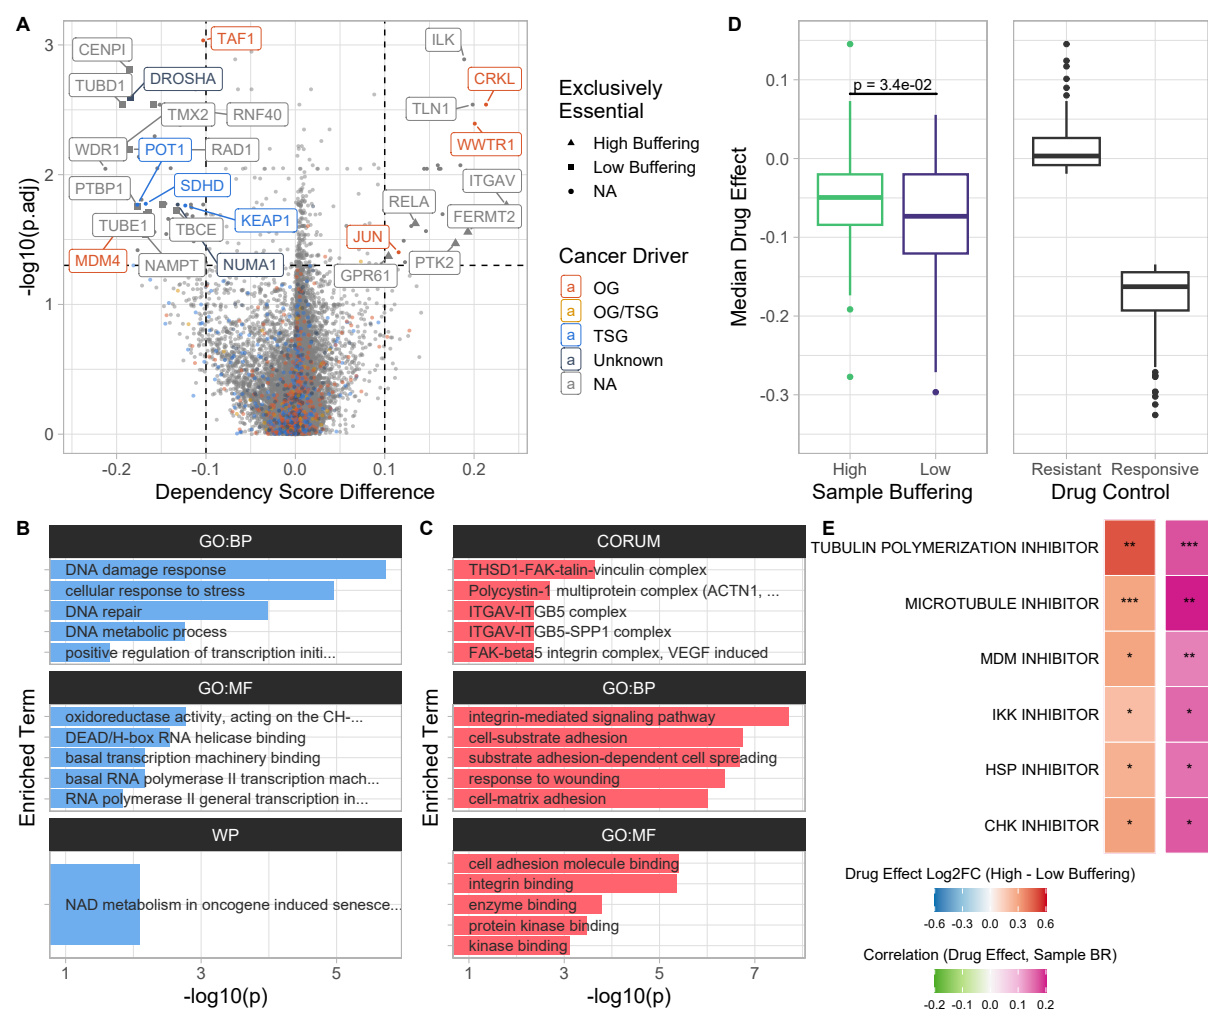 A
-log10(p.adj)
3
2
1
0
-0.2
-0.1
0.0
0.1
0.2
Dependency Score Difference
CENPI
TAF1
ILK
TUBD1
DROSHA
CRKL
TMX2
RNF40
TLN1
WDR1
POT1
RAD1
WWTR1
PTBP1
SDHD
ITGAV
RELA
TUBE1
TBCE
KEAP1
FERMT2
JUN
MDM4
NAMPT
NUMA1
GPR61
PTK2
Exclusively
Essential
High Buffering
Low Buffering
NA
Cancer Driver
a OG
a OG/TSG
a TSG
a Unknown
a NA
D
Median Drug Effect
0.1
0.0
-0.1
-0.2
-0.3
p = 3.4e-02
High
Low
Sample Buffering
Resistant
Responsive
Drug Control
B
Enriched Term
GO:BP
DNA damage response
cellular response to stress
DNA repair
DNA metabolic process
positive regulation of transcription initi...
GO:MF
oxidoreductase activity, acting on the CH-...
DEAD/H-box RNA helicase binding
basal transcription machinery binding
basal RNA polymerase II transcription mach...
RNA polymerase II general transcription in...
WP
NAD metabolism in oncogene induced senesce...
1
3
5
-log10(p)
C
Enriched Term
CORUM
THSD1-FAK-talin-vinculin complex
Polycystin-1 multiprotein complex (ACTN1, ...
ITGAV-ITGB5 complex
ITGAV-ITGB5-SPP1 complex
FAK-beta5 integrin complex, VEGF induced
GO:BP
integrin-mediated signaling pathway
cell-substrate adhesion
substrate adhesion-dependent cell spreading
response to wounding
cell-matrix adhesion
GO:MF
cell adhesion molecule binding
integrin binding
enzyme binding
protein kinase binding
kinase binding
1
3
5
7
-log10(p)
E
TUBULIN POLYMERIZATION INHIBITOR ** ***
MICROTUBULE INHIBITOR *** **
MDM INHIBITOR * **
IKK INHIBITOR * *
HSP INHIBITOR * *
CHK INHIBITOR * *
Drug Effect Log2FC (High - Low Buffering)
-0.6 -0.3 0.0 0.3 0.6
Correlation (Drug Effect, Sample BR)
-0.2 -0.1 0.0 0.1 0.2